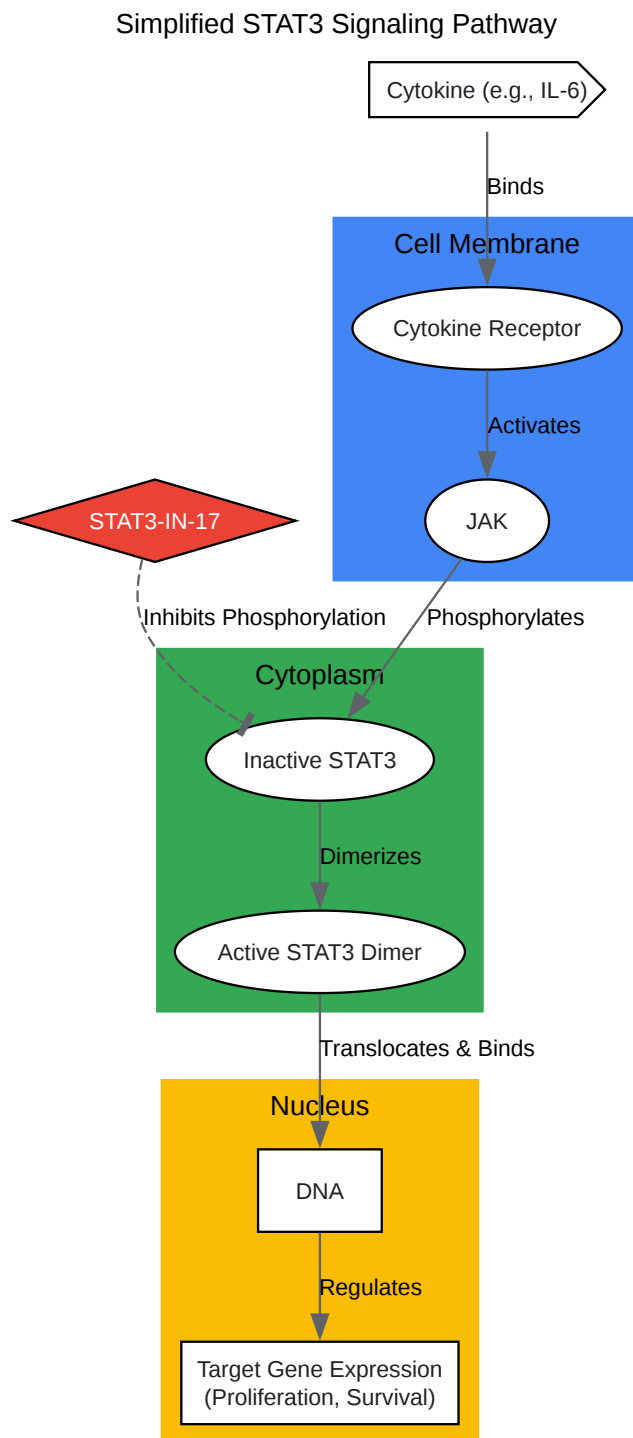 Simplified STAT3 Signaling Pathway
Cytokine (e.g., IL-6)
Binds
Cell Membrane
Cytokine Receptor
Activates
STAT3-IN-17
JAK
Inhibits Phosphorylation
Phosphorylates
Cytoplasm
Inactive STAT3
Dimerizes
Active STAT3 Dimer
Translocates & Binds
Nucleus
DNA
Regulates
Target Gene Expression
(Proliferation, Survival)